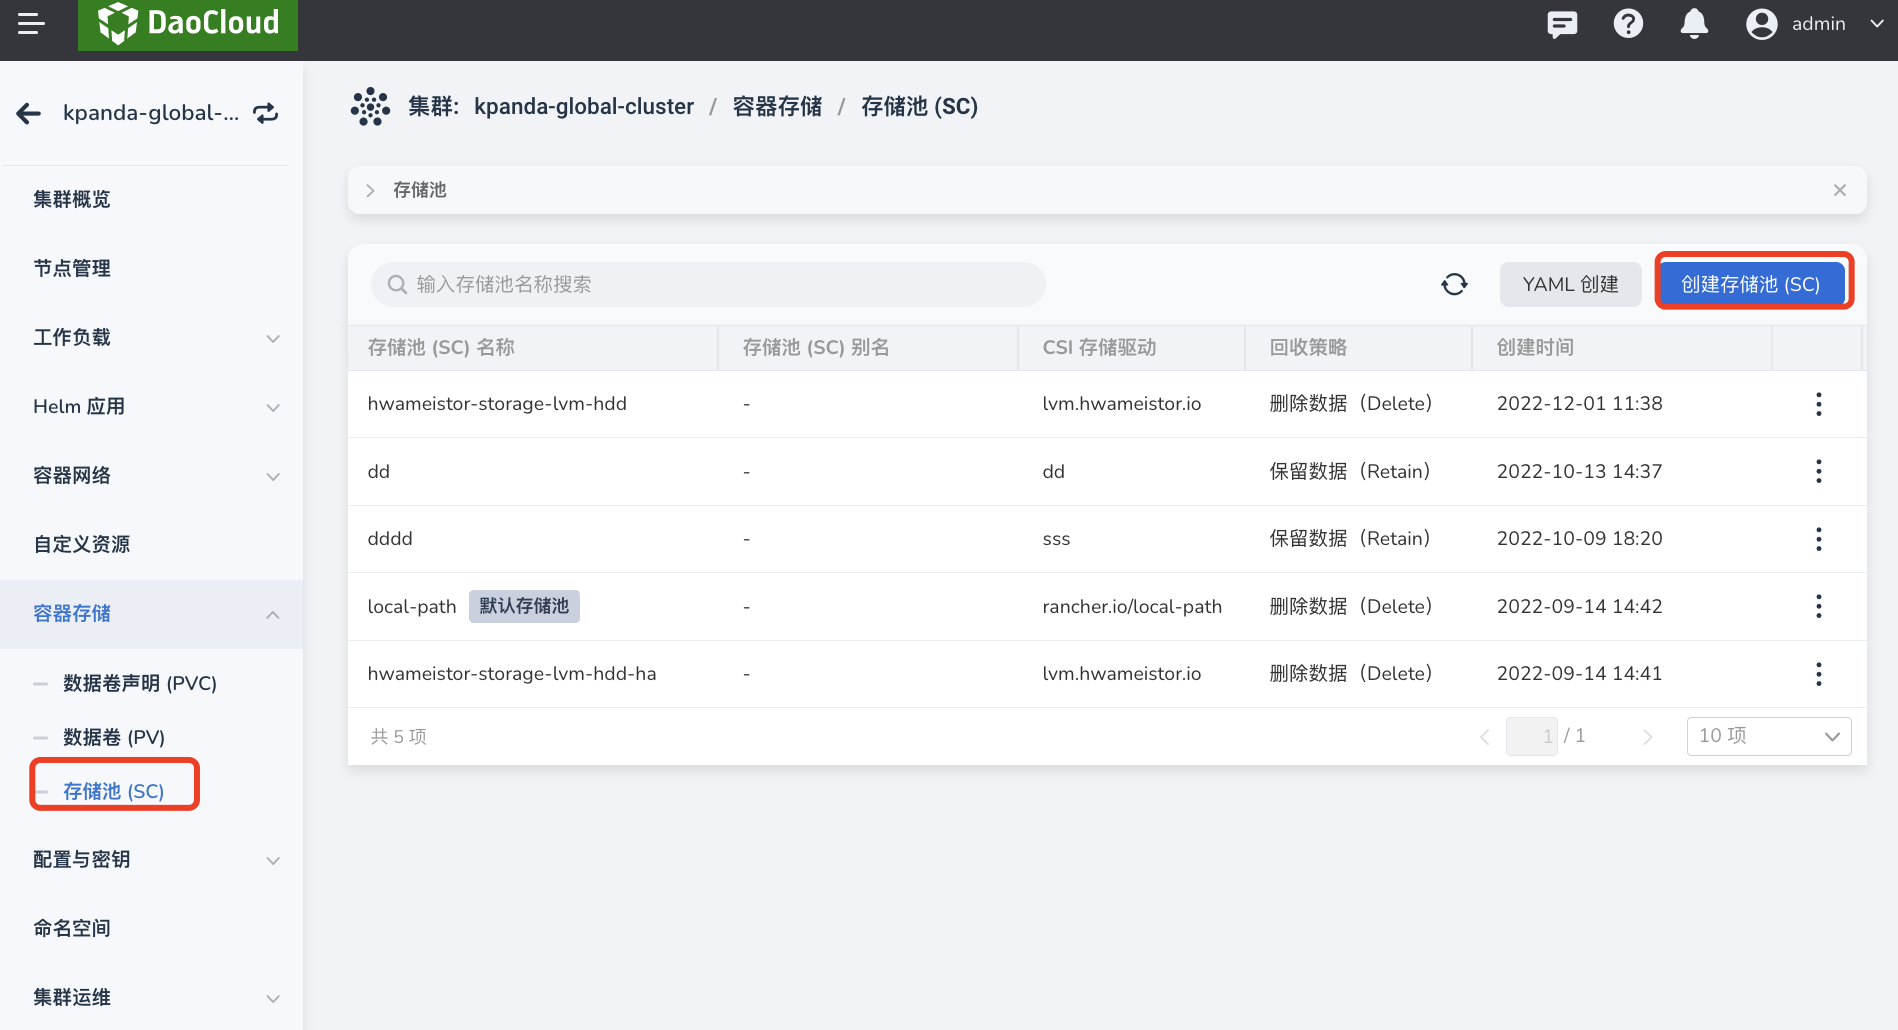 DaoCloud
admin
kpanda-global-...
集群概览
节点管理
工作负载
Helm 应用
容器网络
自定义资源
容器存储
数据卷声明 (PVC)
数据卷 (PV)
存储池 (SC)
配置与密钥
命名空间
集群运维
集群: kpanda-global-cluster / 容器存储 / 存储池 (SC)
存储池
输入存储池名称搜索
YAML 创建
创建存储池 (SC)
存储池 (SC) 名称 存储池 (SC) 别名 CSI 存储驱动 回收策略 创建时间
hwameistor-storage-lvm-hdd - lvm.hwameistor.io 删除数据（Delete） 2022-12-01 11:38
dd - dd 保留数据（Retain） 2022-10-13 14:37
dddd - sss 保留数据（Retain） 2022-10-09 18:20
local-path 默认存储池 - rancher.io/local-path 删除数据（Delete） 2022-09-14 14:42
hwameistor-storage-lvm-hdd-ha - lvm.hwameistor.io 删除数据（Delete） 2022-09-14 14:41
共 5 项
1 / 1
10 项